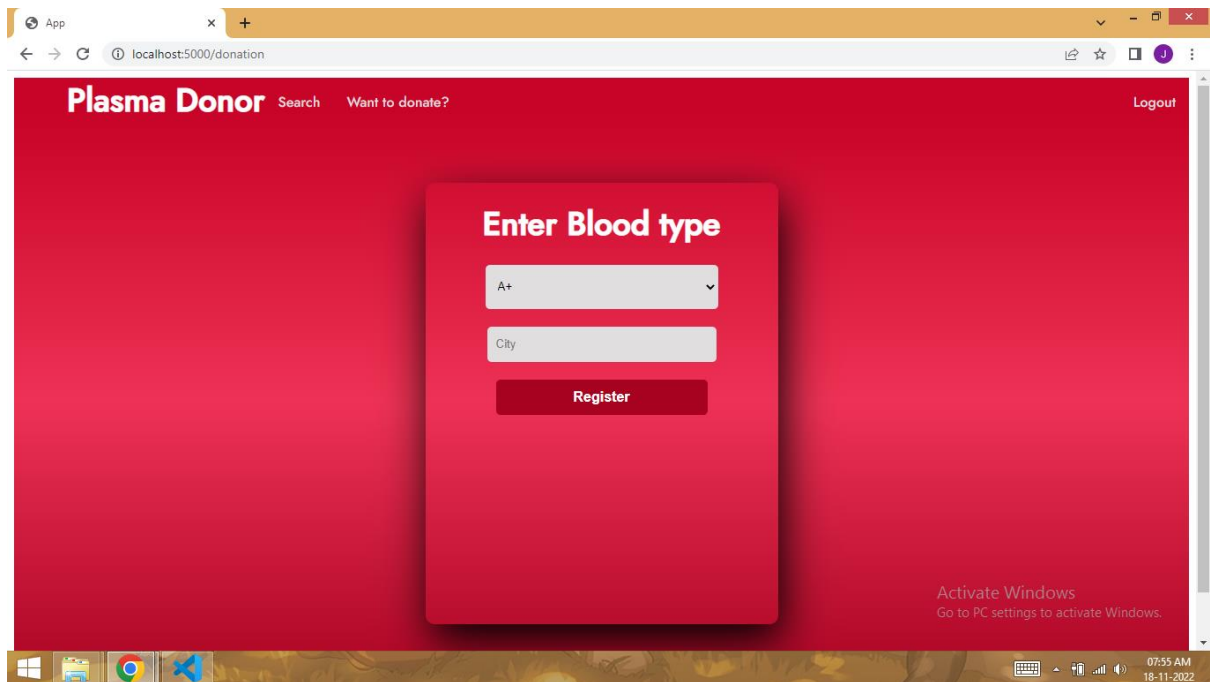 App
localhost:5000/donation
J
Plasma Donor Search Want to donate? Logout
Enter Blood type
A+
City
Register
Activate Windows
Go to PC settings to activate Windows.
07:55 AM
18-11-2022